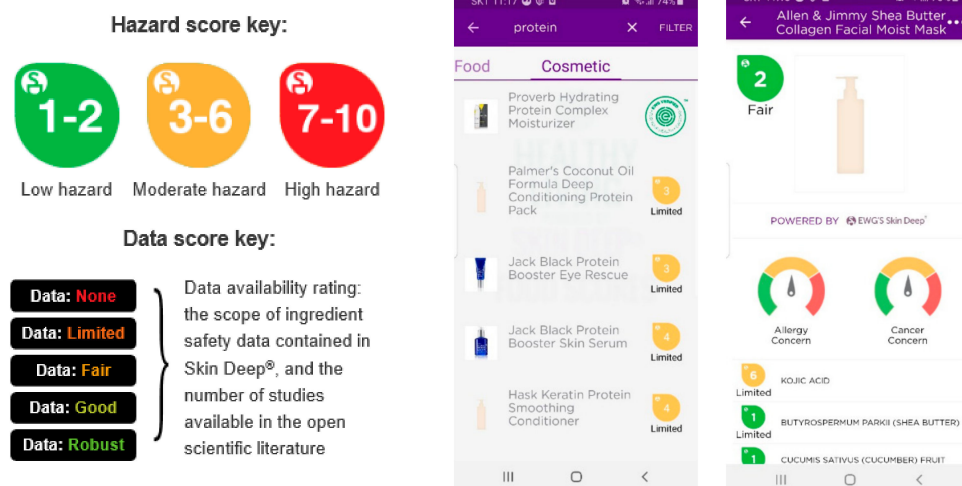 Hazard score key:
1-2
3-6
7-10
Low hazard
Moderate hazard
High hazard
Data score key:
Data: None
Data: Limited
Data: Fair
Data: Good
Data: Robust
Data availability rating:
the scope of ingredient
safety data contained in
Skin Deep®, and the
number of studies
available in the open
scientific literature
protein
FILTER
Food
Cosmetic
Proverb Hydrating
Protein Complex
Moisturizer
Palmer's Coconut Oil
Formula Deep
Conditioning Protein
Pack
3
Limited
Jack Black Protein
Booster Eye Rescue
3
Limited
Jack Black Protein
Booster Skin Serum
4
Limited
Hask Keratin Protein
Smoothing
Conditioner
4
Limited
Allen & Jimmy Shea Butter
Collagen Facial Moist Mask
2
Fair
POWERED BY EWG'S Skin Deep
Allergy
Concern
Cancer
Concern
6
Limited
KOJIC ACID
1
Limited
BUTYROSPERMUM PARKII (SHEA BUTTER)
1
CUCUMIS SATIVUS (CUCUMBER) FRUIT